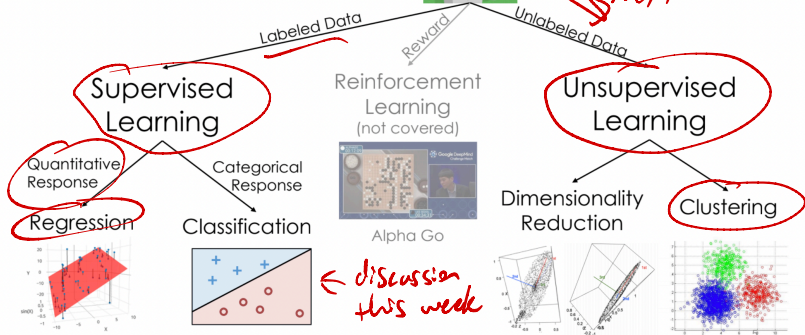 Labeled Data
Reward
Unlabeled Data
Supervised
Learning
Reinforcement
Learning
(not covered)
Unsupervised
Learning
Quantitative
Response
Categorical
Response
Regression
Classification
Alpha Go
Dimensionality
Reduction
Clustering
← discussion
this week